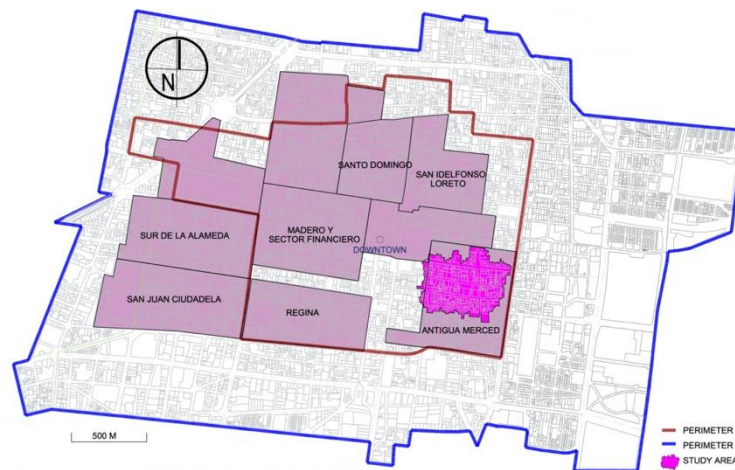 N
SANTO DOMINGO
SAN IDELFONSO
LORETO
SUR DE LA ALAMEDA
MADERO Y
SECTOR FINANCIERO
DOWNTOWN
SAN JUAN CIUDADELA
REGINA
ANTIGUA MERCED
500 M
PERIMETER
PERIMETER
STUDY AREA